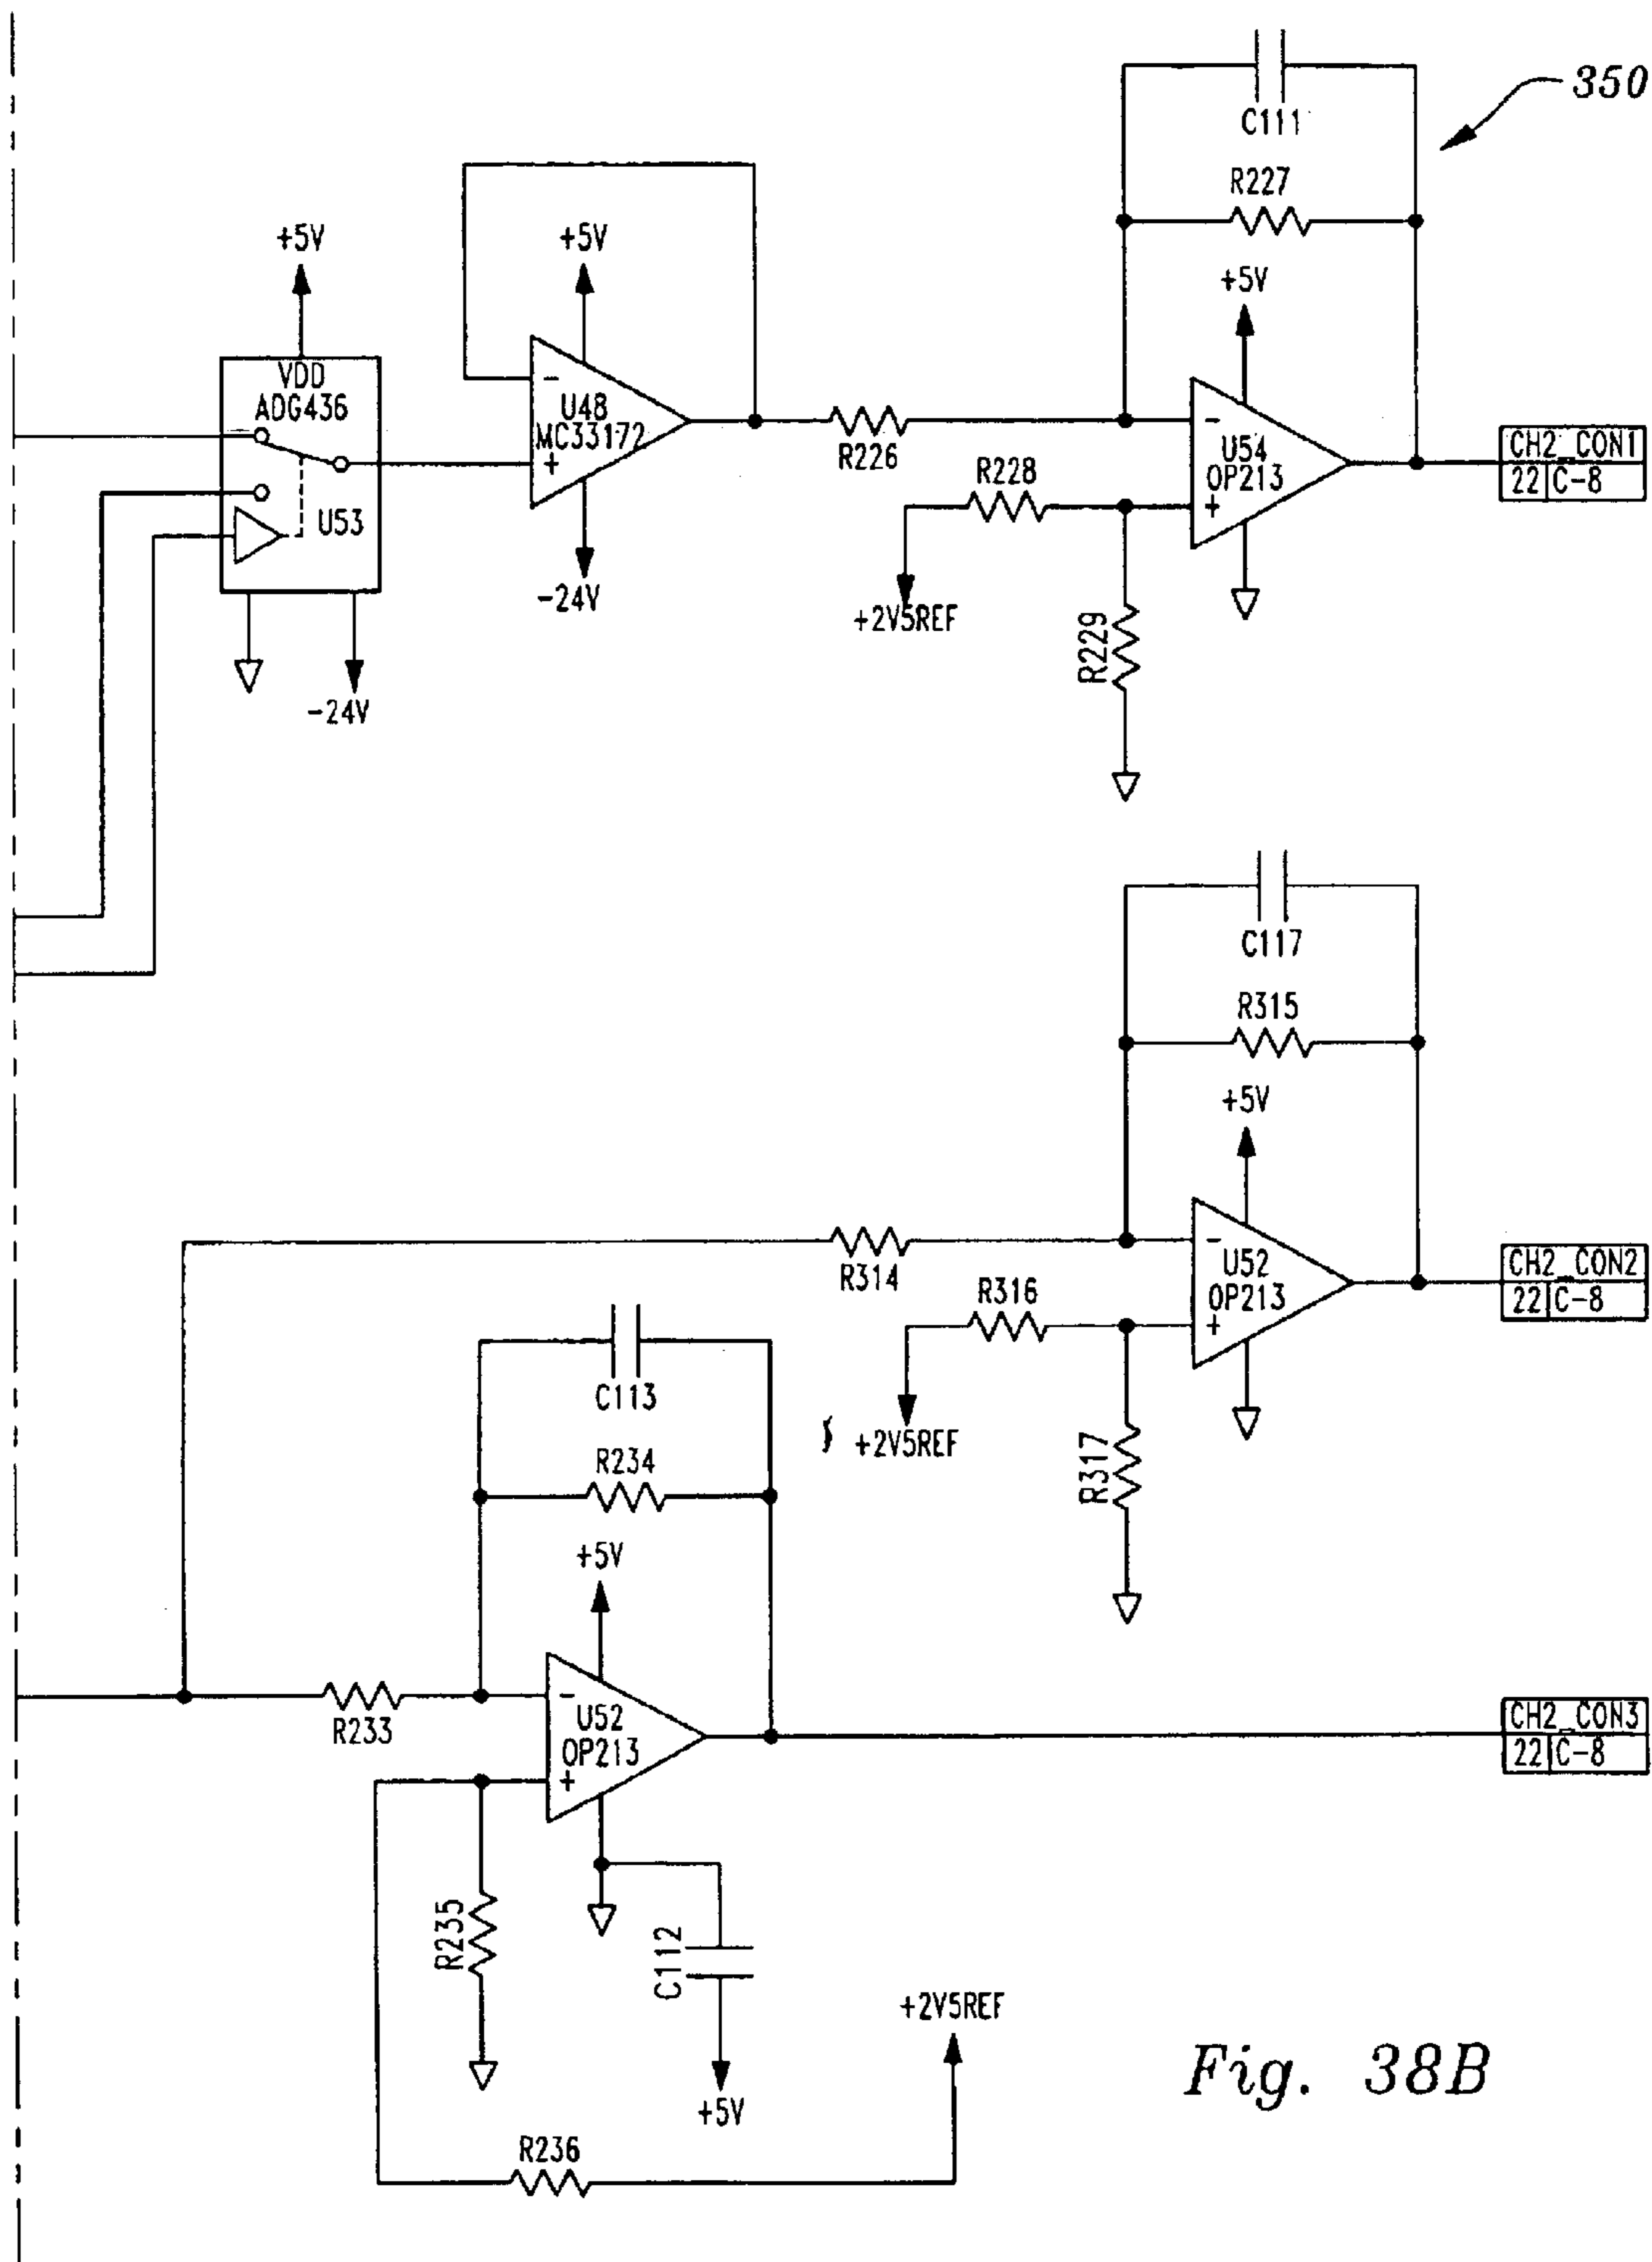 350
C111
R227
+5V
+5V
+5V
VDD
ADG436
U53
-24V
-
U48
MC33172
+
-24V
R226
R228
+2V5REF
R229
-
U54
OP213
+
CH2_CON1
22 C-8
C117
R315
+5V
R314
R316
+2V5REF
R317
-
U52
OP213
+
CH2_CON2
22 C-8
C113
R234
+5V
R233
-
U52
OP213
+
CH2_CON3
22 C-8
R235
C112
+5V
+2V5REF
R236
Fig. 38B